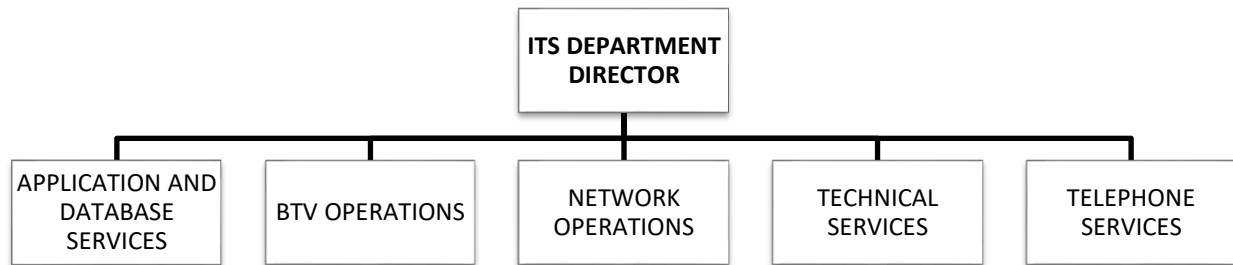 ITS DEPARTMENT
DIRECTOR
APPLICATION AND
DATABASE
SERVICES
BTV OPERATIONS
NETWORK
OPERATIONS
TECHNICAL
SERVICES
TELEPHONE
SERVICES